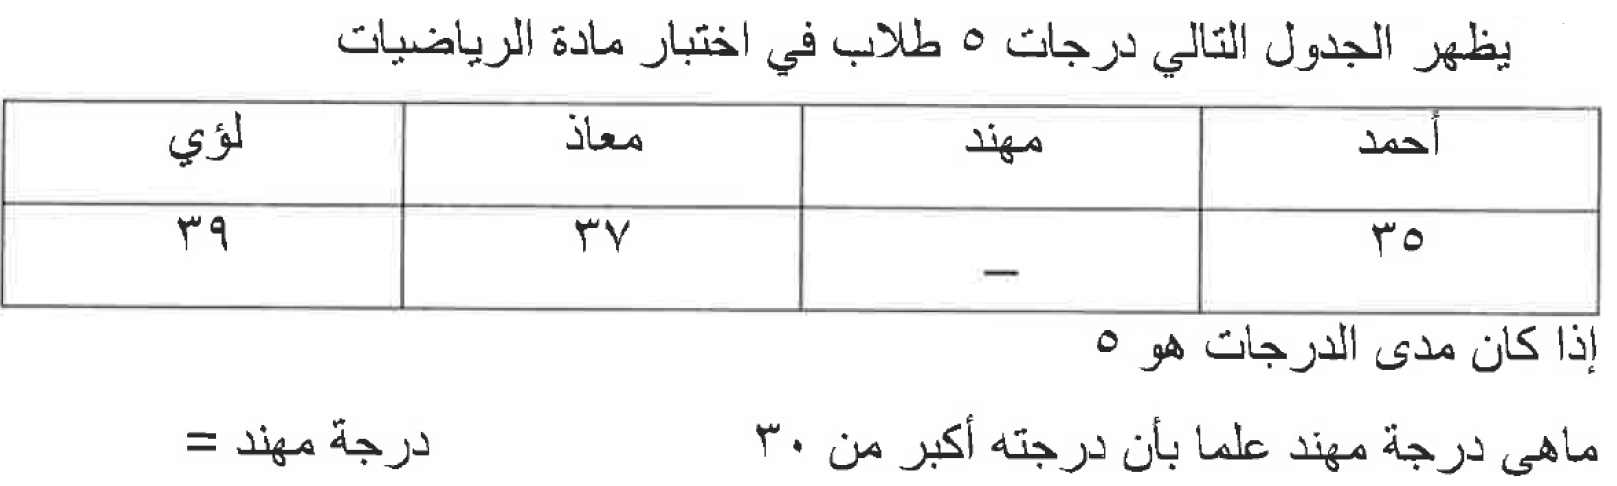 يظهر الجدول التالي درجات ٥ طلاب في اختبار مادة الرياضيات
أحمد مهند معاذ لؤي
٣٥ – ٣٧ ٣٩
إذا كان مدى الدرجات هو ٥
ماهى درجة مهند علما بأن درجته أكبر من ٣٠ درجة مهند =